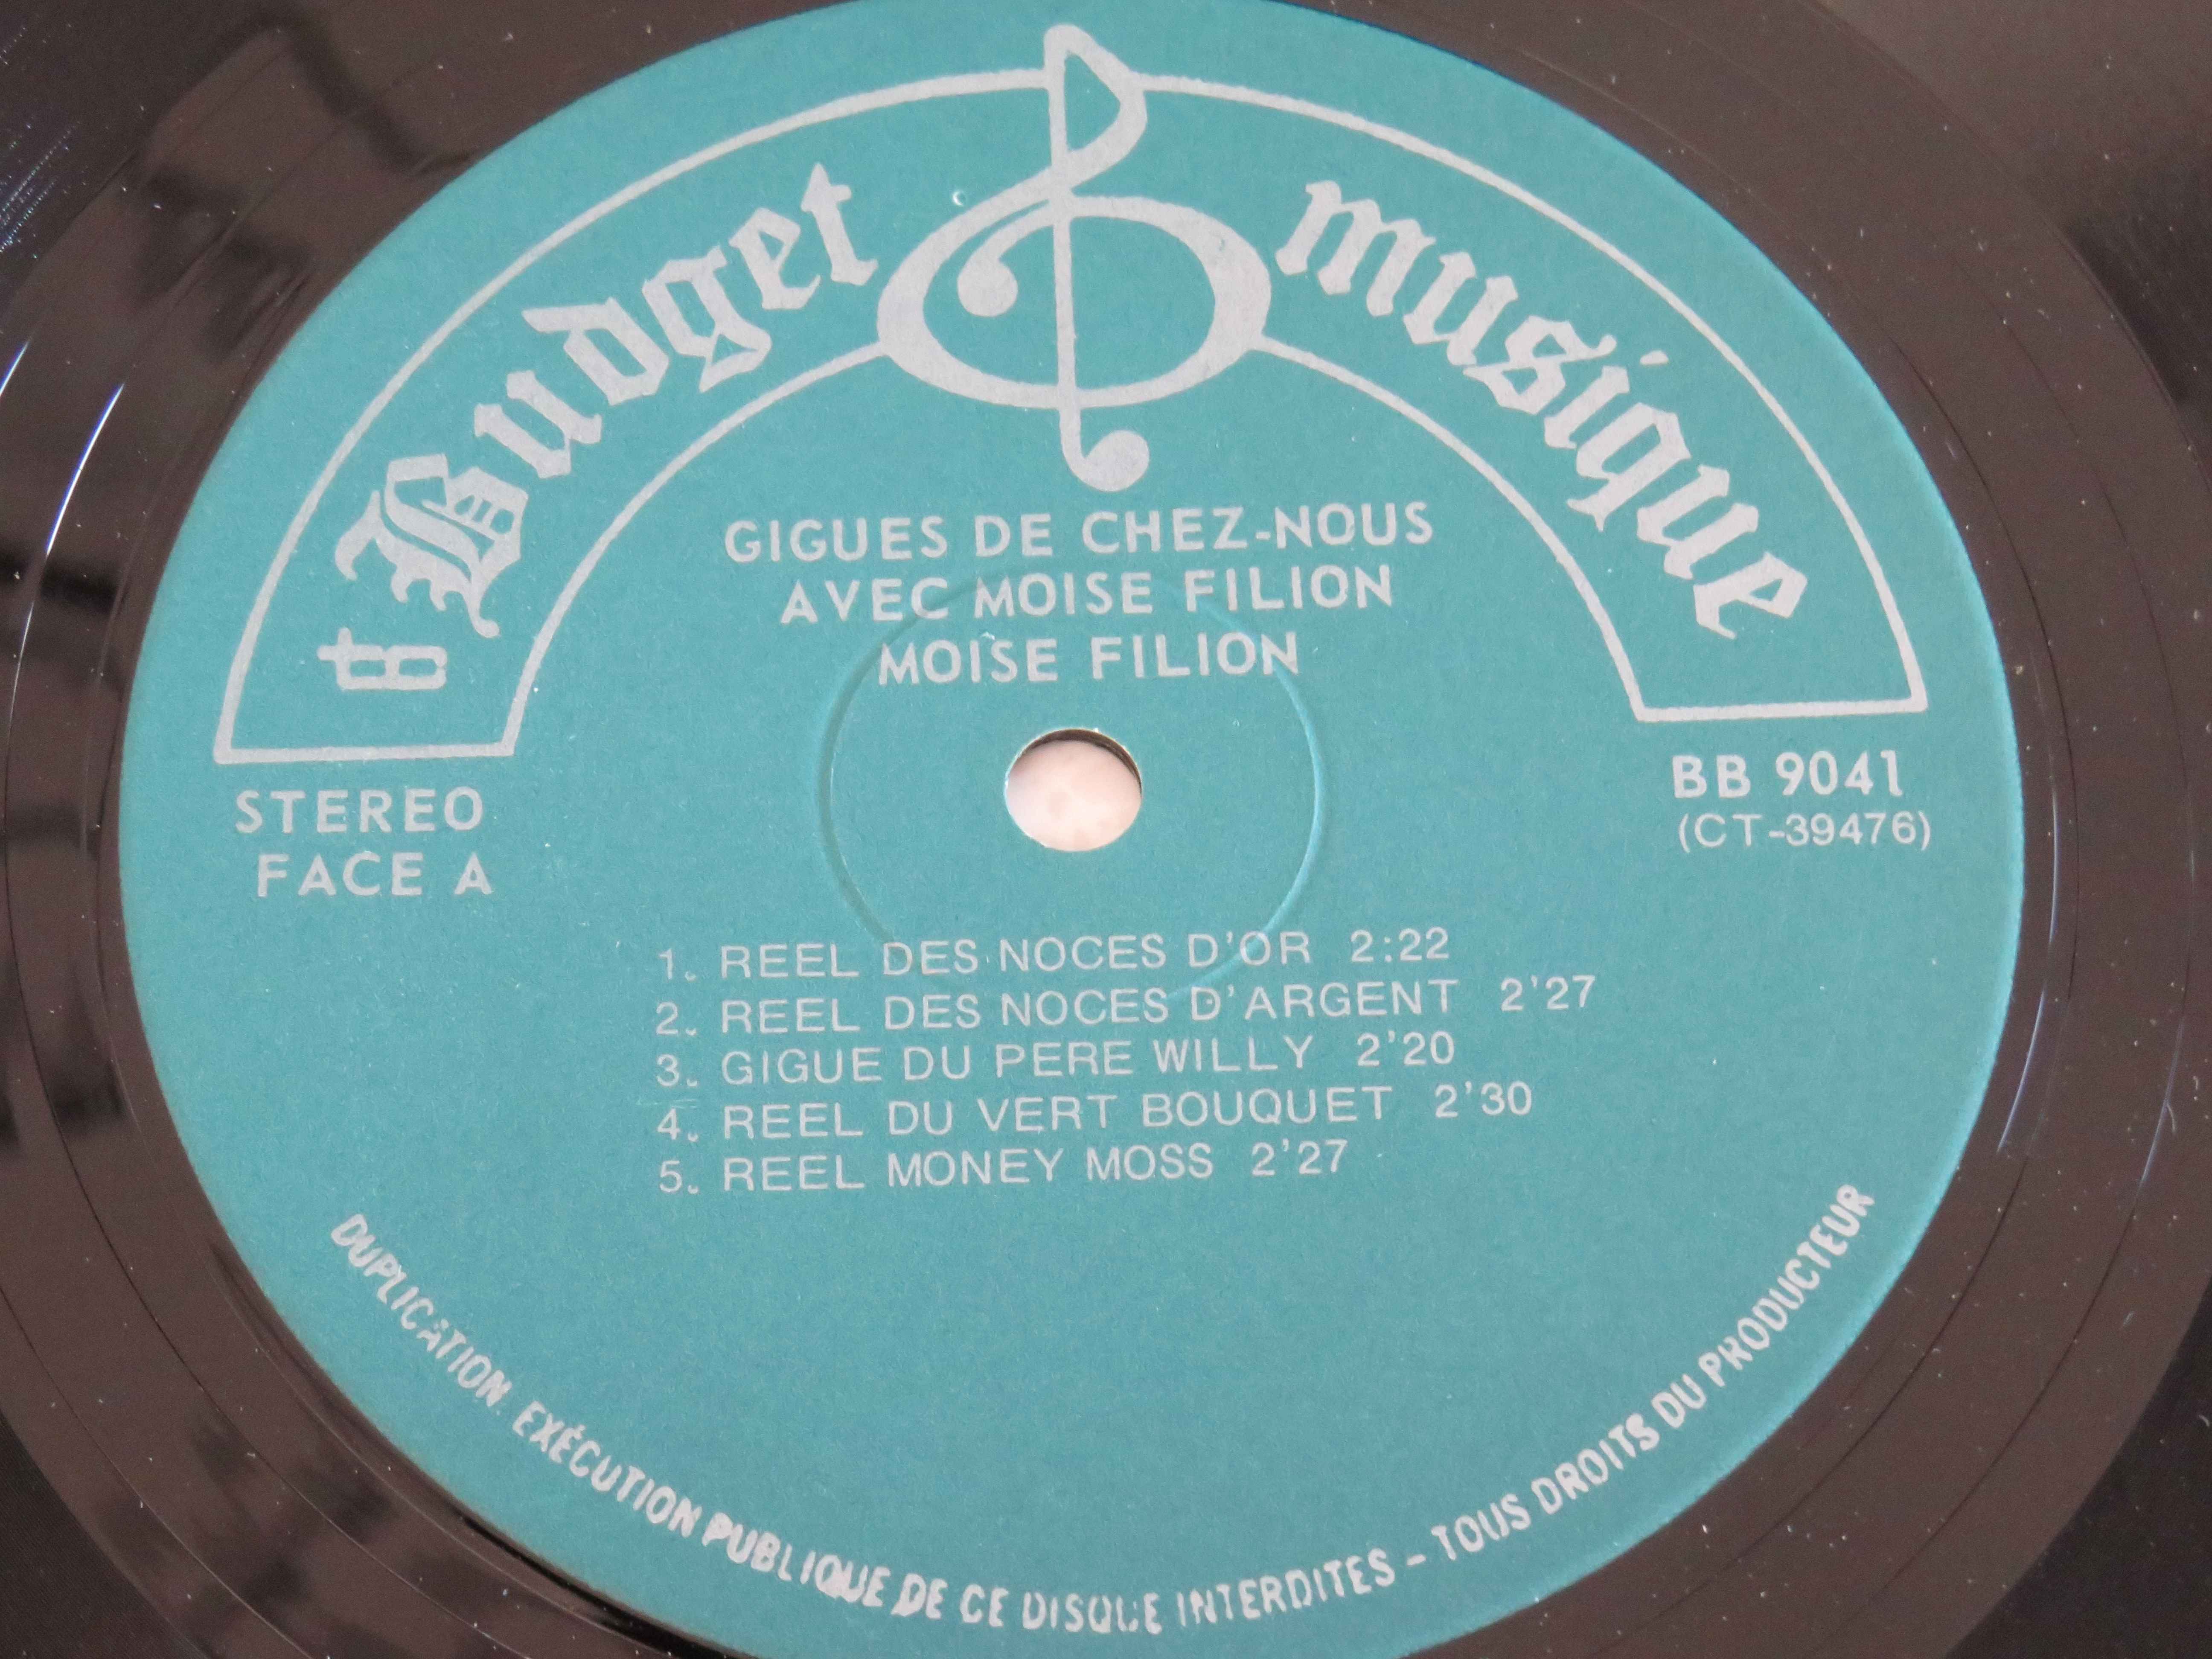 Budget musique
GIGUES DE CHEZ-NOUS
AVEC MOISE FILION
MOISE FILION
STEREO
FACE A
BB 9041
(CT-39476)
1. REEL DES NOCES D'OR 2:22
2. REEL DES NOCES D'ARGENT 2'27
3. GIGUE DU PERE WILLY 2'20
4. REEL DU VERT BOUQUET 2'30
5. REEL MONEY MOSS 2'27
DUPLICATION EXÉCUTION PUBLIQUE DE CE DISQUE INTERDITES - TOUS DROITS DU PRODUCTEUR